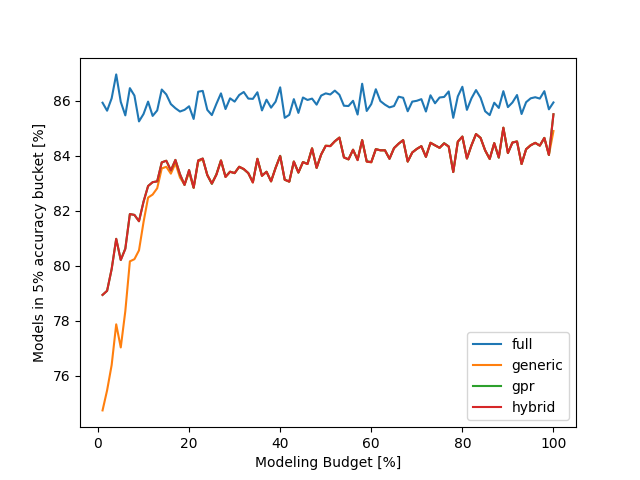 Models in 5% accuracy bucket [%]
86
84
82
80
78
76
0 20 40 60 80 100
Modeling Budget [%]
full
generic
gpr
hybrid